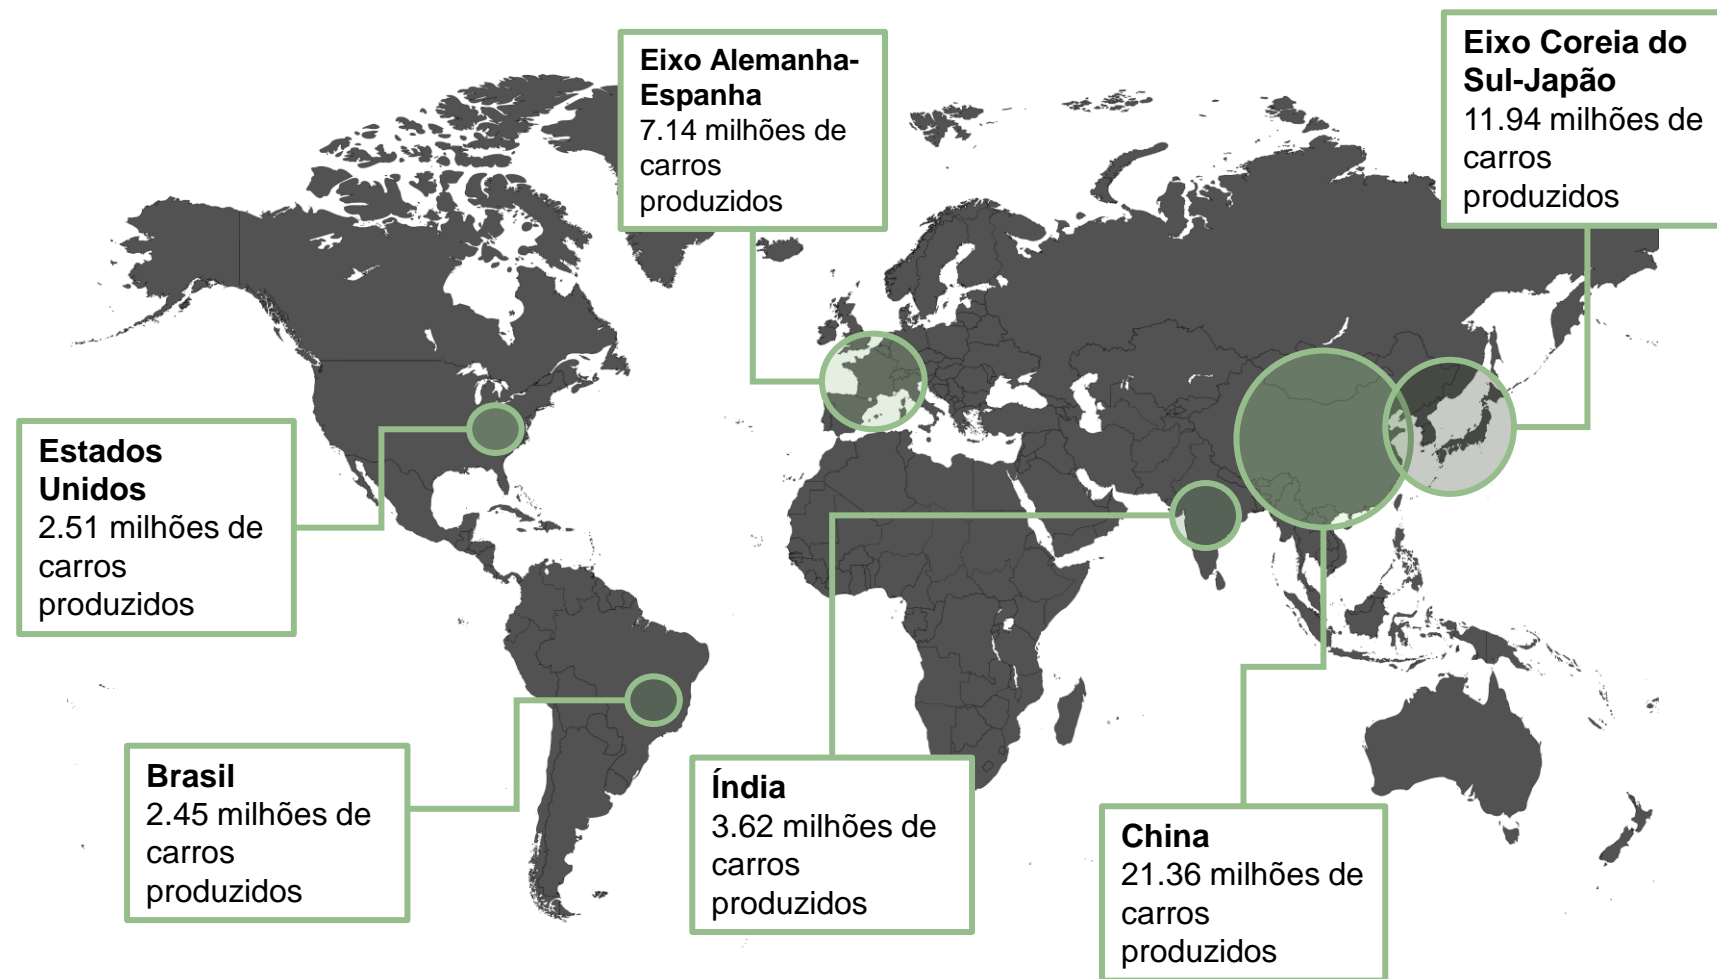 Eixo Alemanha-
Espanha
7.14 milhões de
carros
produzidos
Eixo Coreia do
Sul-Japão
11.94 milhões de
carros
produzidos
Estados
Unidos
2.51 milhões de
carros
produzidos
Brasil
2.45 milhões de
carros
produzidos
Índia
3.62 milhões de
carros
produzidos
China
21.36 milhões de
carros
produzidos